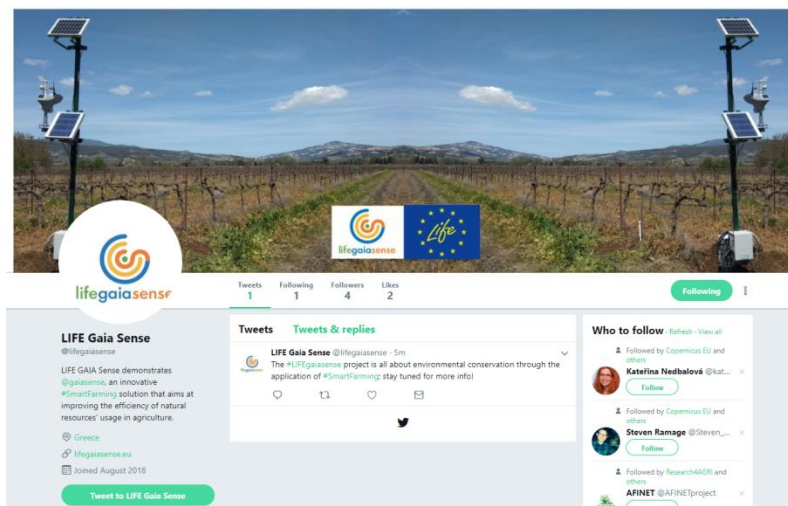 lifegaiasense
Life
lifegaiasense
Tweets
1
Following
1
Followers
4
Likes
2
Following
LIFE Gaia Sense
@lifegaiasense
LIFE GAIA Sense demonstrates
@gaiasense, an innovative
#SmartFarming solution that aims at
improving the efficiency of natural
resources' usage in agriculture.
Greece
lifegaiasense.eu
Joined August 2018
Tweet to LIFE Gaia Sense
Tweets Tweets & replies
LIFE Gaia Sense @lifegaiasense · 5m
The #LIFEgaiasense project is all about environmental conservation through the
application of #SmartFarming: stay tuned for more info!
Who to follow · Refresh · View all
Followed by Copernicus EU and
others
Kateřina Nedbalová @kat...
Follow
Followed by Copernicus EU and
others
Steven Ramage @Steven_...
Follow
Followed by Research4AGRI and
others
AFINET @AFINETproject